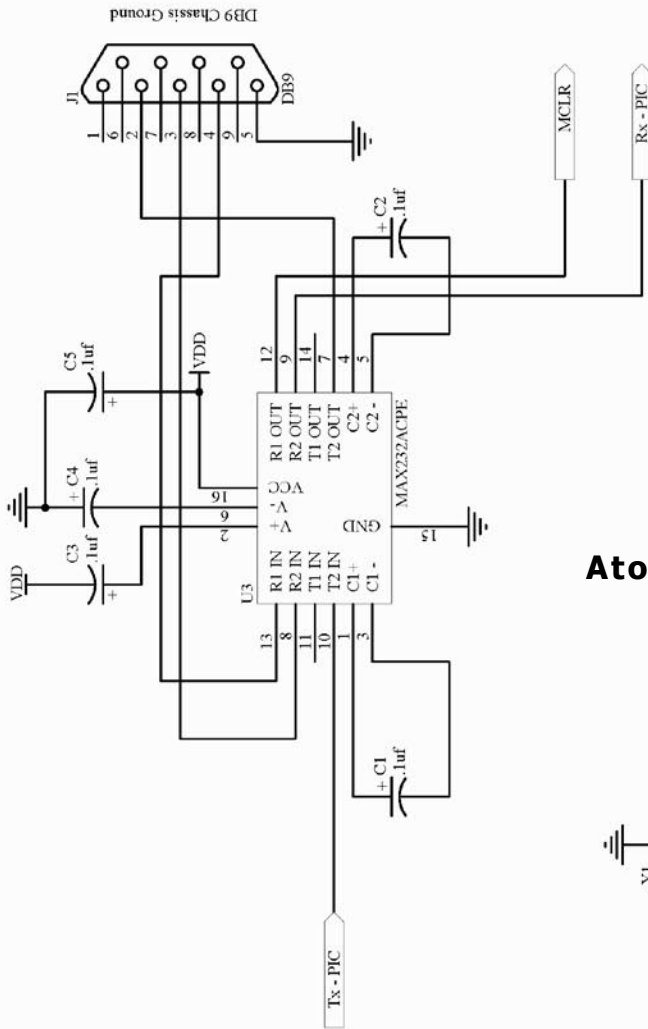 DB9 Chassis Ground
J1
DB9
1
6
2
7
3
8
4
9
5
MCLR
Rx - PIC
C2
+
.1uf
C5
.1uf
+
VDD
C4
+
.1uf
C3
.1uf
+
VDD
12
9
14
7
4
5
R1 OUT
R2 OUT
T1 OUT
T2 OUT
C2+
C2 -
MAX232ACPE
16
6
2
VCC
V-
V+
GND
15
U3
R1 IN
R2 IN
T1 IN
T2 IN
C1+
C1 -
13
8
11
10
1
3
C1
+
.1uf
Tx - PIC
Ato